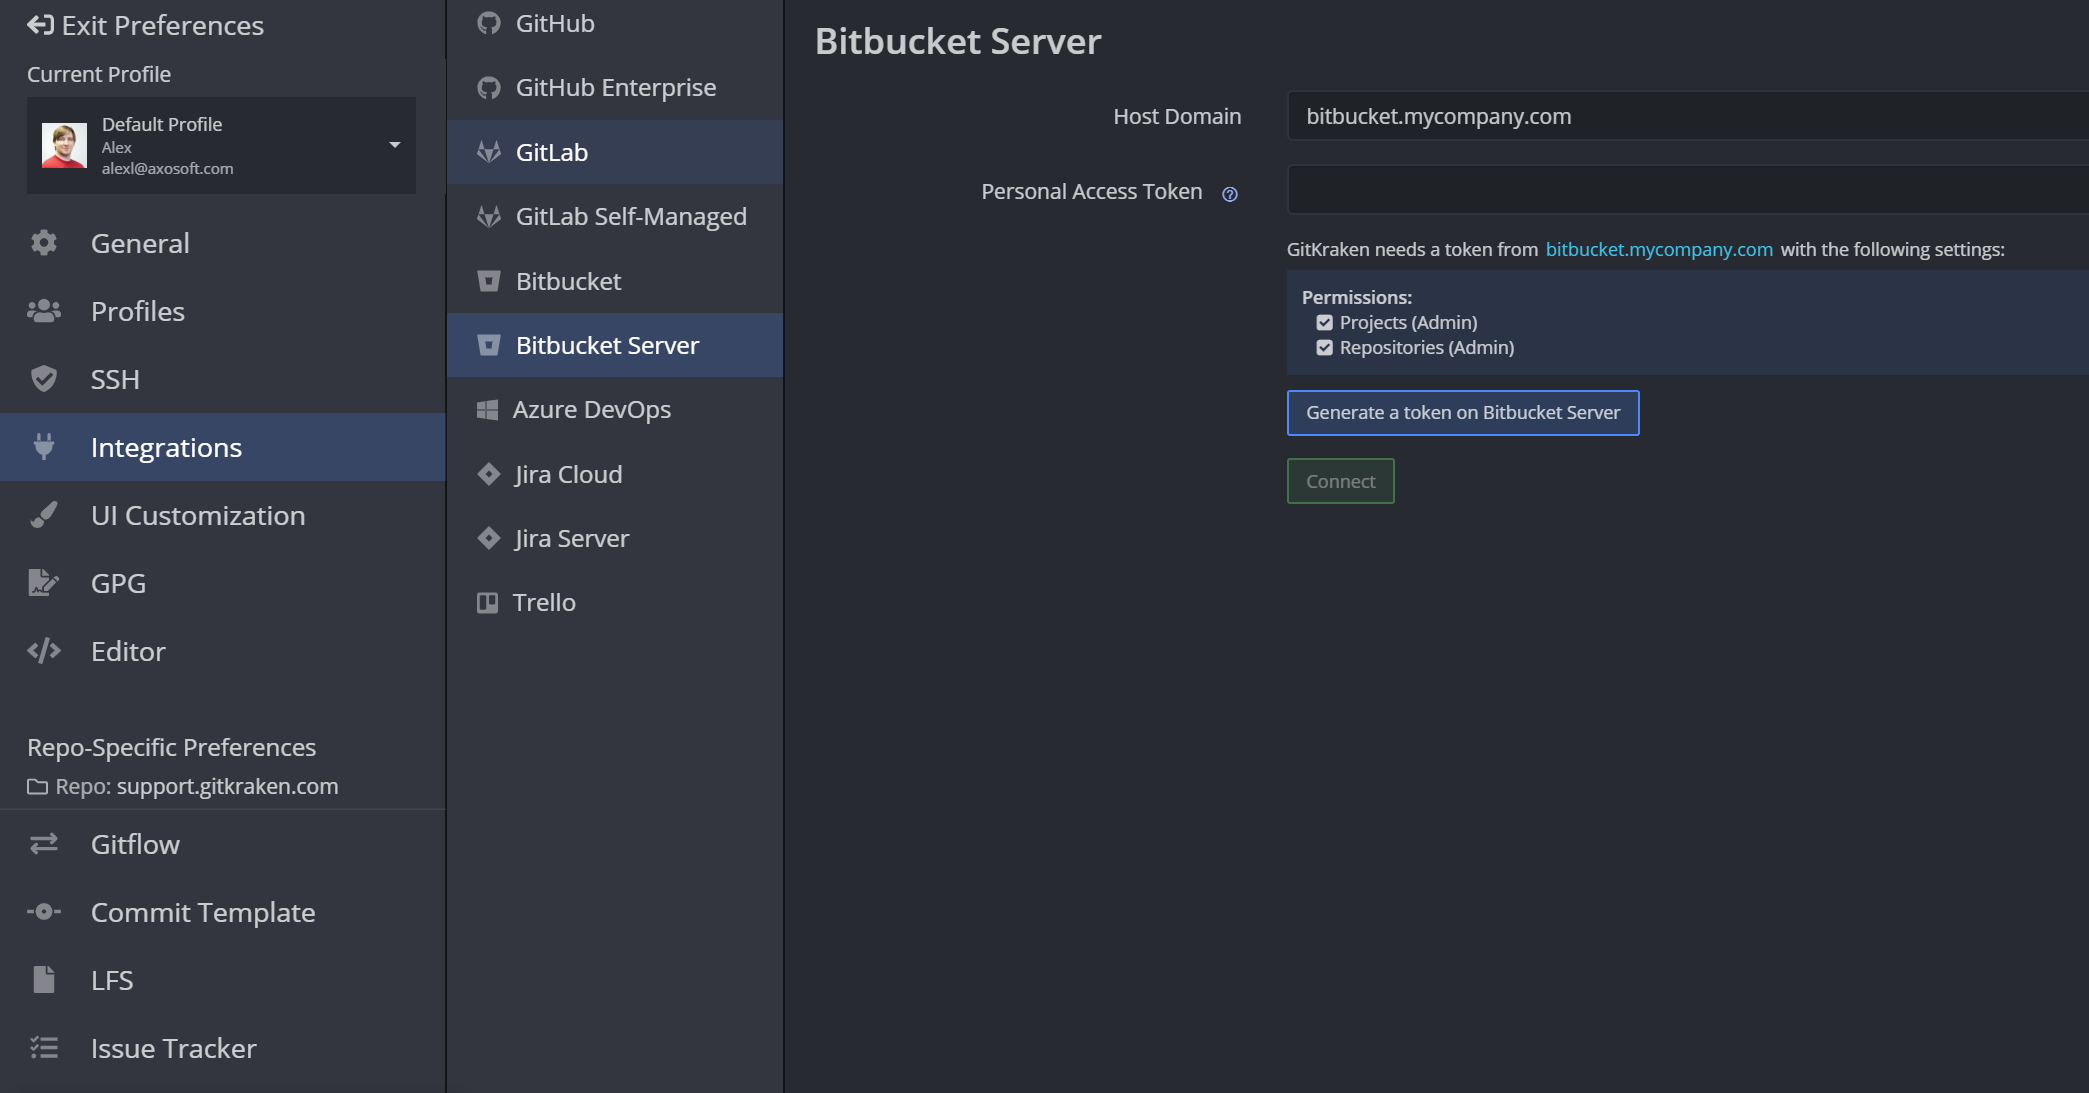 Exit Preferences
Current Profile
Default Profile
Alex
alexl@axosoft.com
General
Profiles
SSH
Integrations
UI Customization
GPG
Editor
Repo-Specific Preferences
Repo: support.gitkraken.com
Gitflow
Commit Template
LFS
Issue Tracker
GitHub
GitHub Enterprise
GitLab
GitLab Self-Managed
Bitbucket
Bitbucket Server
Azure DevOps
Jira Cloud
Jira Server
Trello
Bitbucket Server
Host Domain bitbucket.mycompany.com
Personal Access Token
GitKraken needs a token from bitbucket.mycompany.com with the following settings:
Permissions:
Projects (Admin)
Repositories (Admin)
Generate a token on Bitbucket Server
Connect